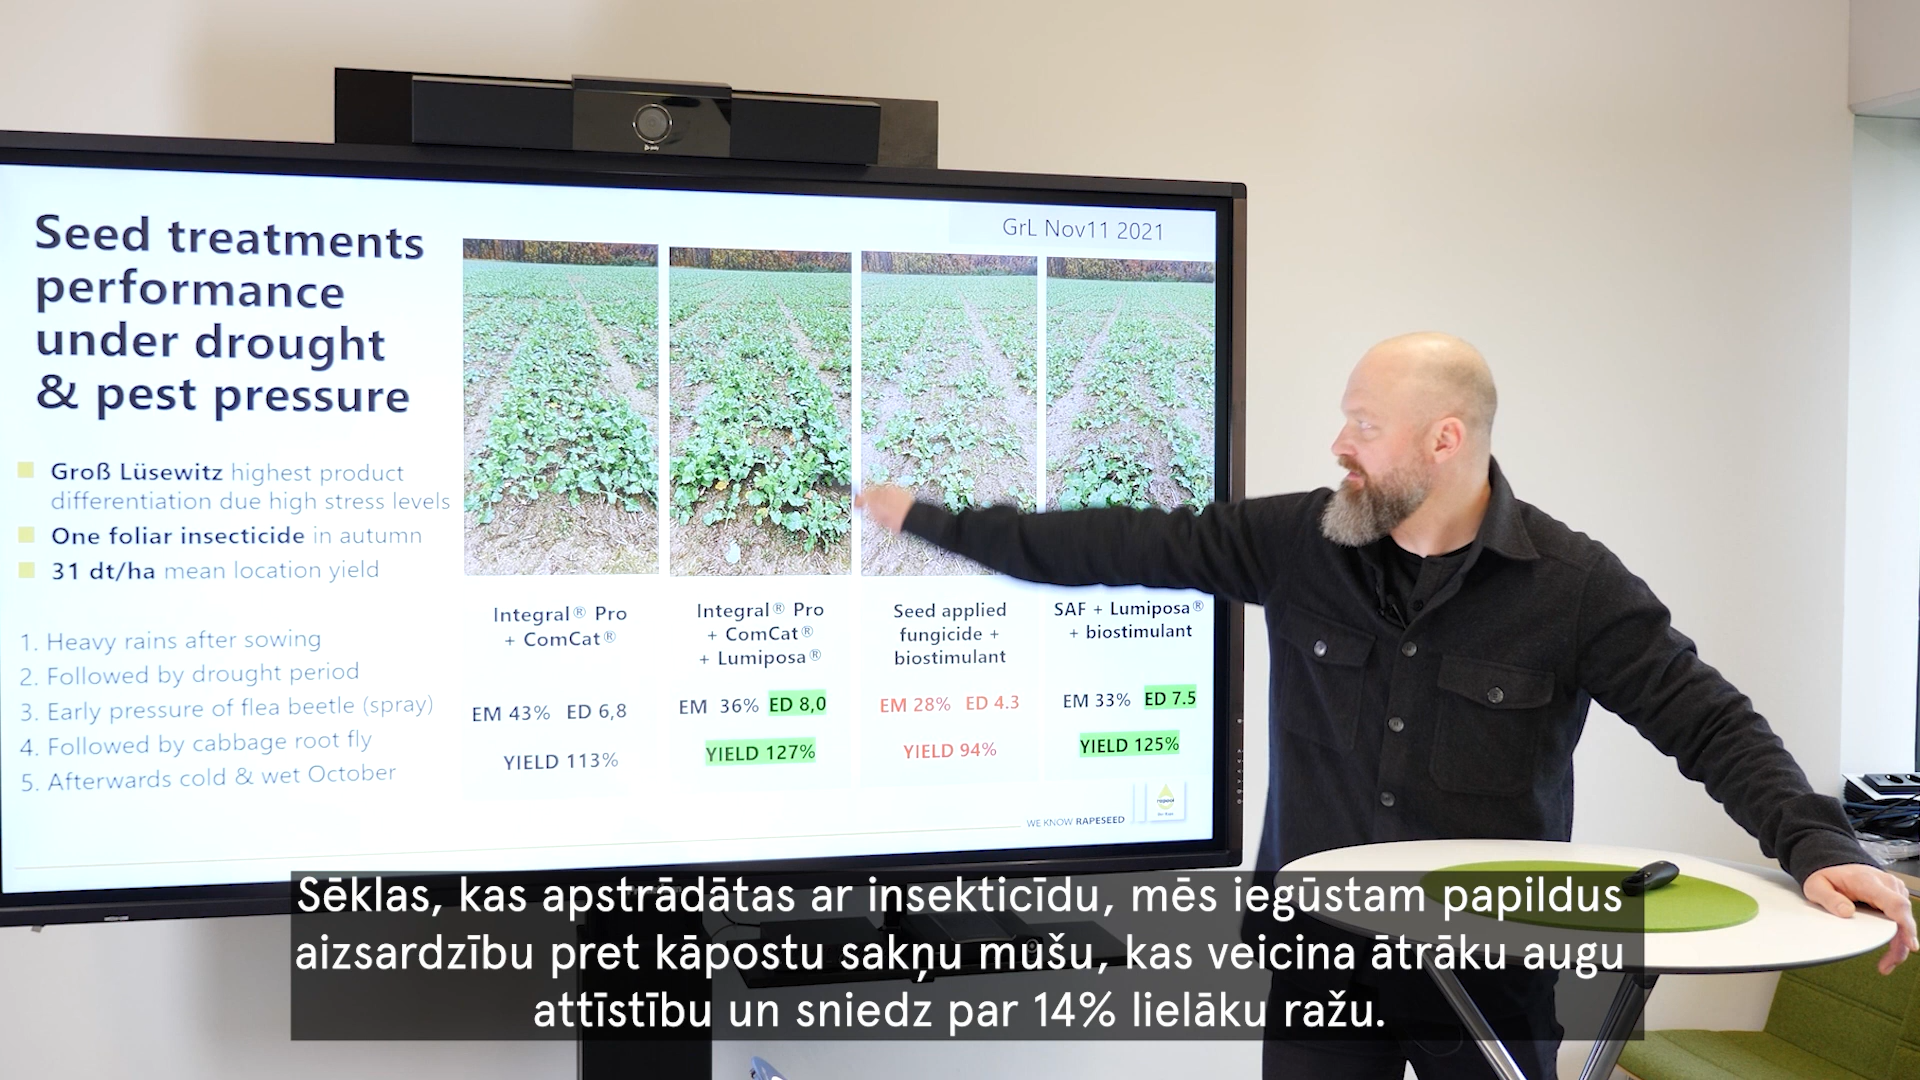 GrL Nov11 2021
Seed treatments
performance
under drought
& pest pressure
Groß Lüsewitz highest product
differentiation due high stress levels
One foliar insecticide in autumn
31 dt/ha mean location yield
1. Heavy rains after sowing
2. Followed by drought period
3. Early pressure of flea beetle (spray)
4. Followed by cabbage root fly
5. Afterwards cold & wet October
Integral® Pro
+ ComCat®
EM 43% ED 6,8
YIELD 113%
Integral® Pro
+ ComCat®
+ Lumiposa®
EM 36% ED 8,0
YIELD 127%
Seed applied
fungicide +
biostimulant
EM 28% ED 4.3
YIELD 94%
SAF + Lumiposa®
+ biostimulant
EM 33% ED 7.5
YIELD 125%
WE KNOW RAPESEED
Sēklas, kas apstrādātas ar insekticīdu, mēs iegūstam papildus
aizsardzību pret kāpostu sakņu mušu, kas veicina ātrāku augu
attīstību un sniedz par 14% lielāku ražu.